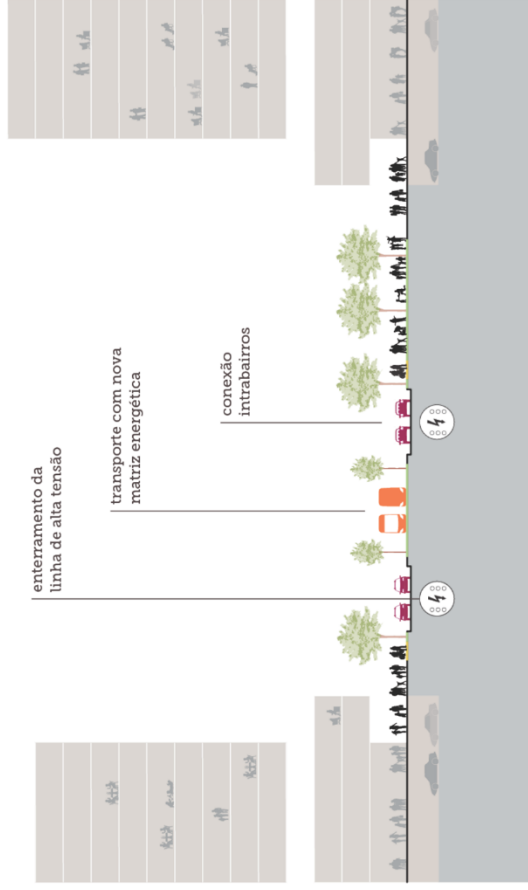 enterramento da
linha de alta tensão
transporte com nova
matriz energética
conexão
intrabairros